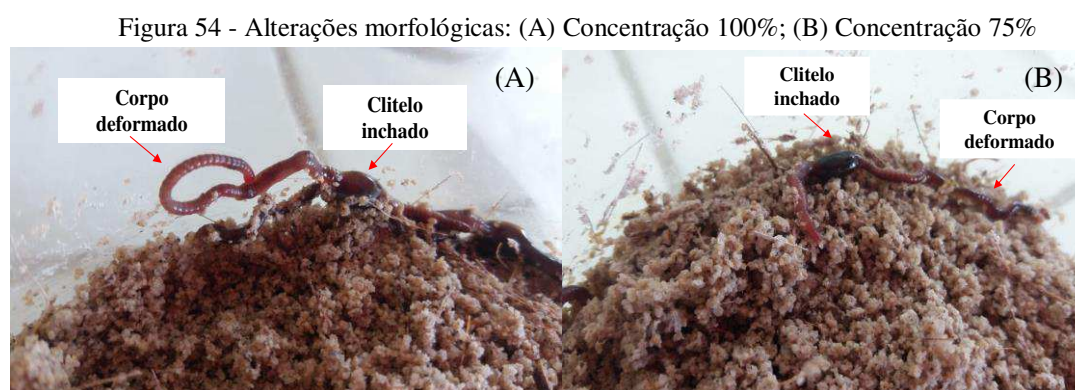 Figura 54 - Alterações morfológicas: (A) Concentração 100%; (B) Concentração 75%
(A)
Corpo
deformado
Clitelo
inchado
(B)
Clitelo
inchado
Corpo
deformado